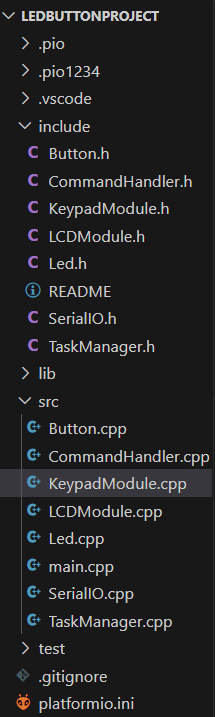 LEDBUTTONPROJECT
.pio
.pio1234
.vscode
include
Button.h
CommandHandler.h
KeypadModule.h
LCDModule.h
Led.h
README
SerialIO.h
TaskManager.h
lib
src
Button.cpp
CommandHandler.cpp
KeypadModule.cpp
LCDModule.cpp
Led.cpp
main.cpp
SerialIO.cpp
TaskManager.cpp
test
.gitignore
platformio.ini